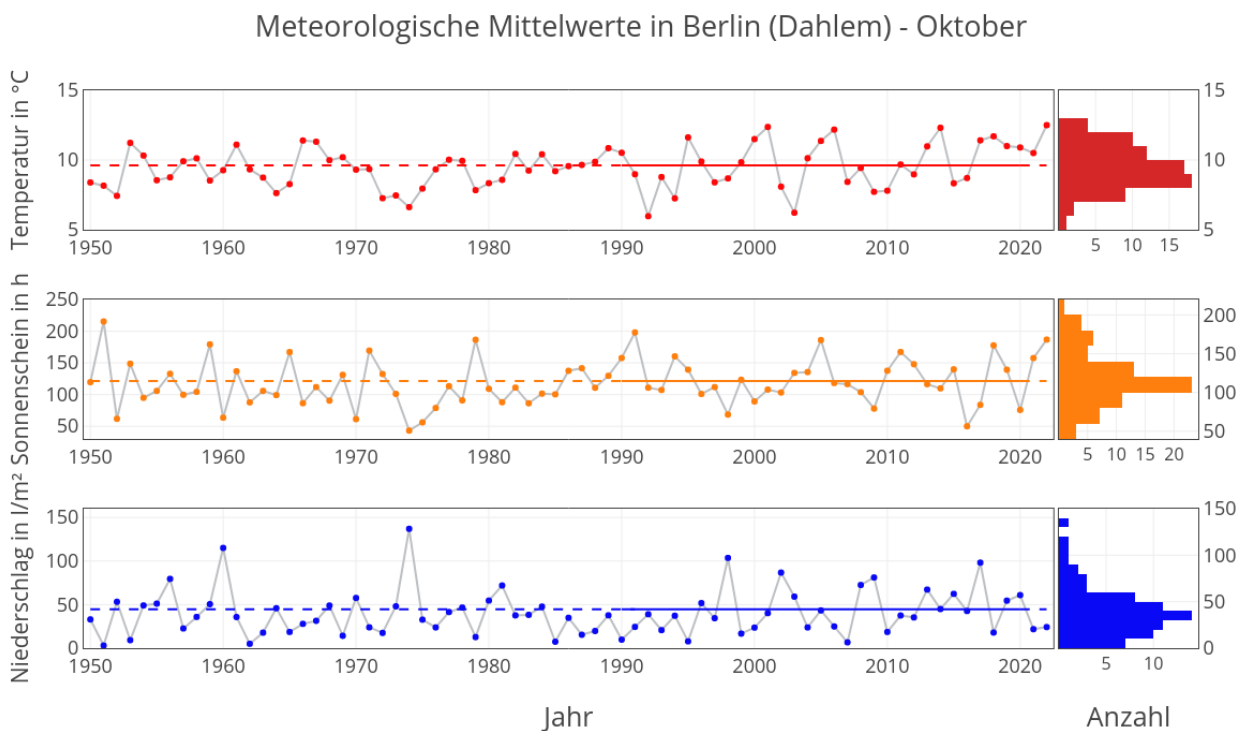 Meteorologische Mittelwerte in Berlin (Dahlem) - Oktober
Temperatur in °C
15
10
5
1950 1960 1970 1980 1990 2000 2010 2020
15
10
5
5 10 15
Sonnenschein in h
250
200
150
100
50
1950 1960 1970 1980 1990 2000 2010 2020
200
150
100
50
5 10 15 20
Niederschlag in l/m²
150
100
50
0
1950 1960 1970 1980 1990 2000 2010 2020
150
100
50
0
5 10
Jahr
Anzahl